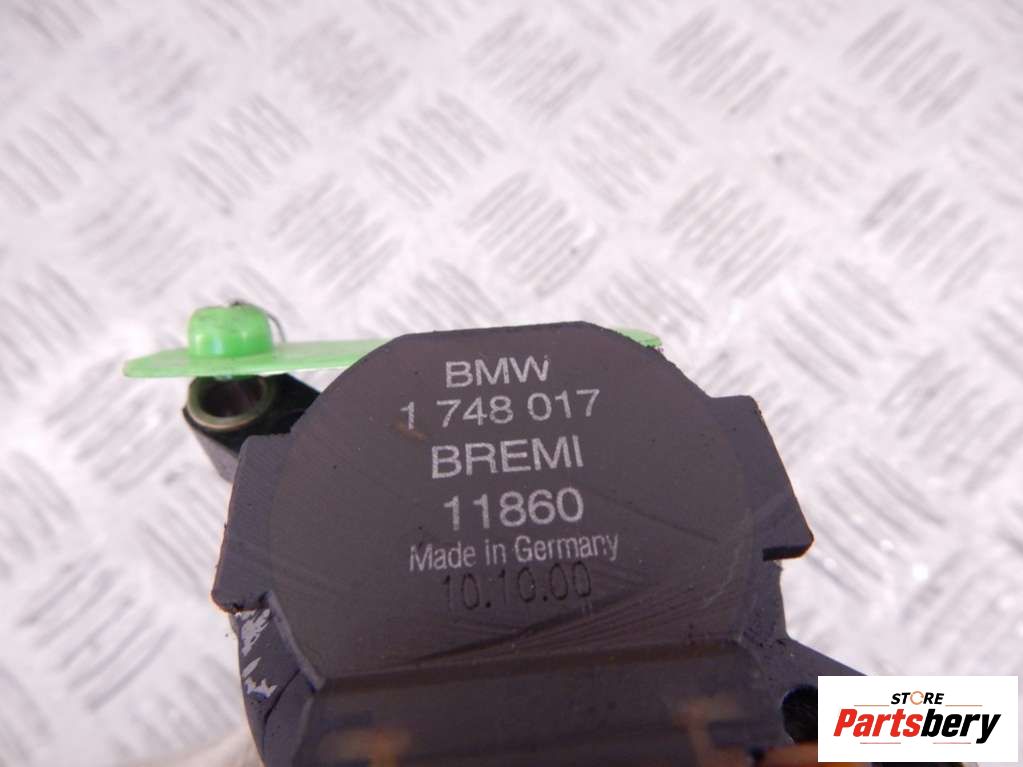 BMW
1 748 017
BREMI
11860
Made in Germany
10.10.00
STORE
Partsbery